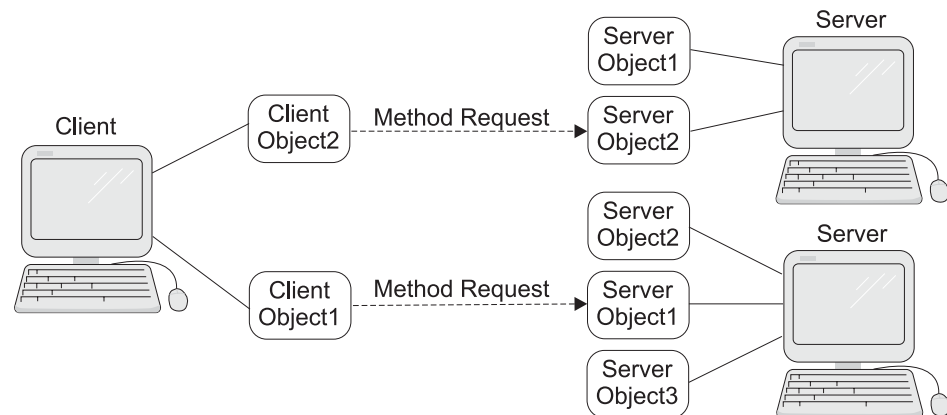 Client
Client
Object2
Method Request
Server
Object1
Server
Object2
Server
Client
Object1
Method Request
Server
Object2
Server
Object1
Server
Object3
Server